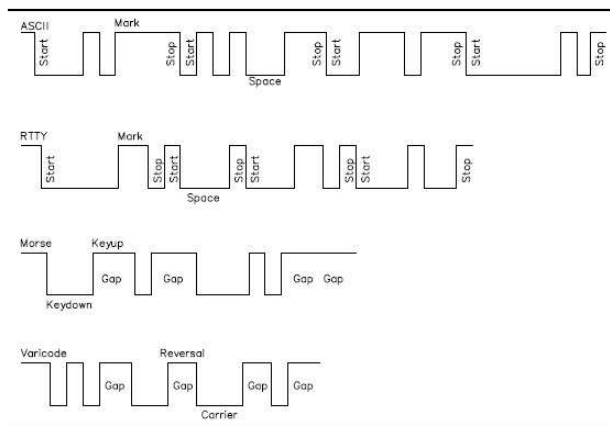 ASCII Mark
Start Stop Start Stop Start Stop Start Stop
Space
RTTY Mark
Start Stop Start Stop Start Stop Start Stop
Space
Morse Keyup
Gap Gap Gap Gap
Keydown
Varicode Reversal
Gap Gap Gap Gap
Carrier